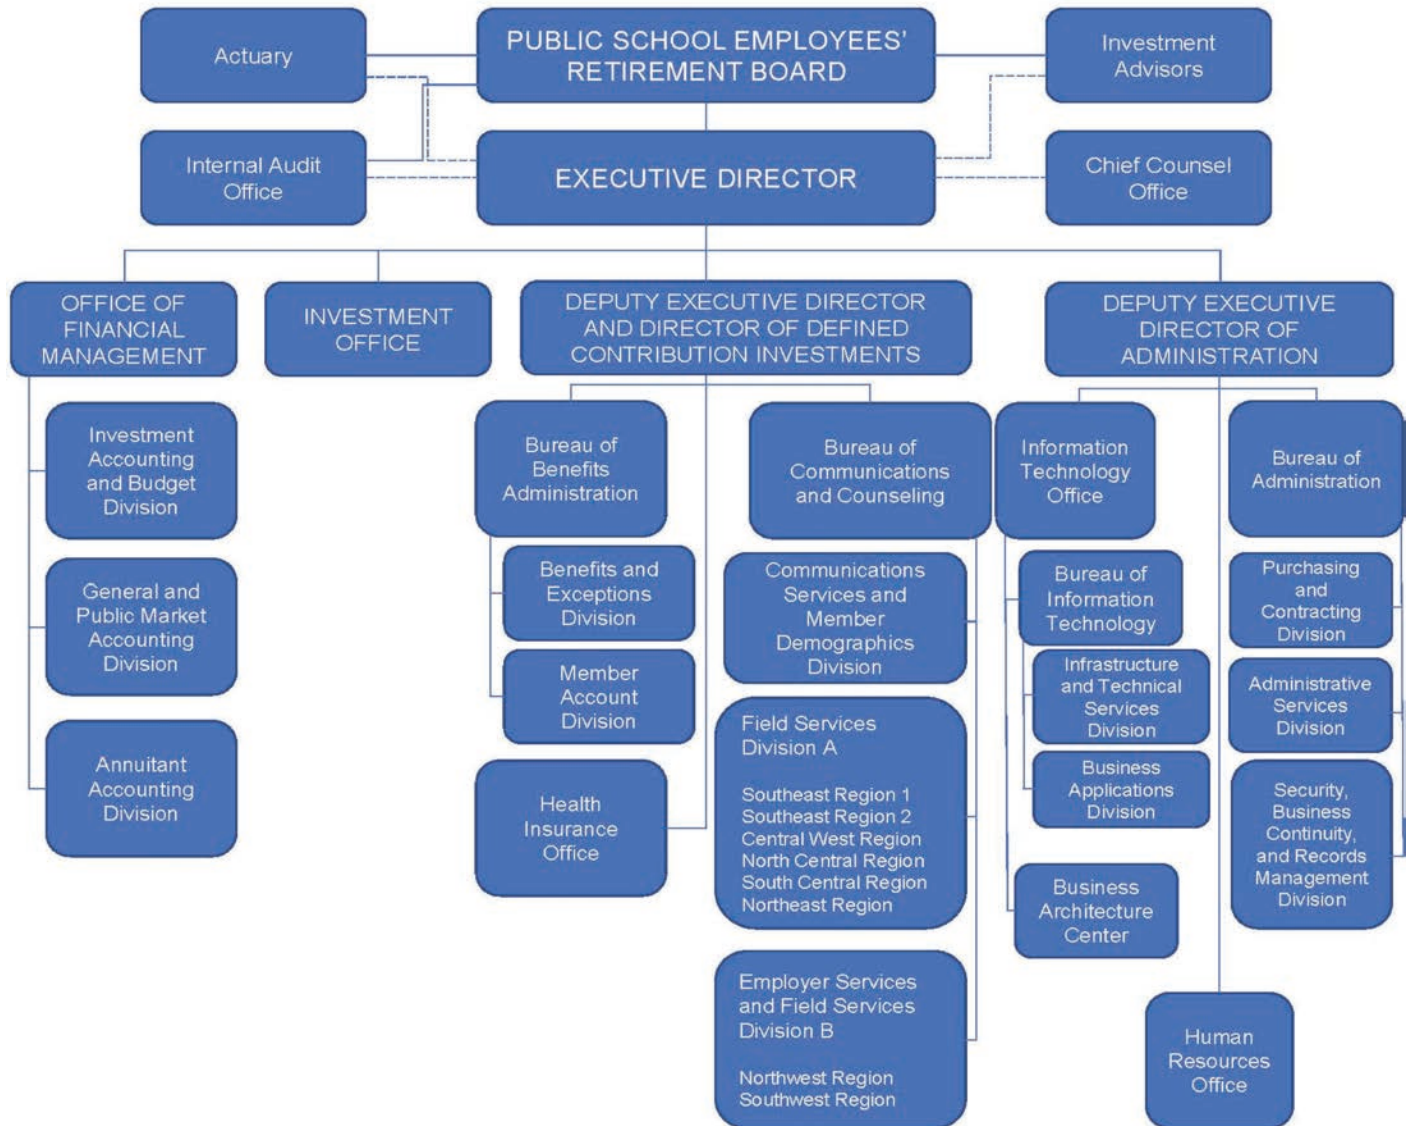 Actuary
PUBLIC SCHOOL EMPLOYEES'
RETIREMENT BOARD
Investment
Advisors
Internal Audit
Office
EXECUTIVE DIRECTOR
Chief Counsel
Office
OFFICE OF
FINANCIAL
MANAGEMENT
INVESTMENT
OFFICE
DEPUTY EXECUTIVE DIRECTOR
AND DIRECTOR OF DEFINED
CONTRIBUTION INVESTMENTS
DEPUTY EXECUTIVE
DIRECTOR OF
ADMINISTRATION
Investment
Accounting
and Budget
Division
General and
Public Market
Accounting
Division
Annuitant
Accounting
Division
Bureau of
Benefits
Administration
Benefits and
Exceptions
Division
Member
Account
Division
Health
Insurance
Office
Bureau of
Communications
and Counseling
Communications
Services and
Member
Demographics
Division
Field Services
Division A
Southeast Region 1
Southeast Region 2
Central West Region
North Central Region
South Central Region
Northeast Region
Employer Services
and Field Services
Division B
Northwest Region
Southwest Region
Information
Technology
Office
Bureau of
Information
Technology
Infrastructure
and Technical
Services
Division
Business
Applications
Division
Business
Architecture
Center
Bureau of
Administration
Purchasing
and
Contracting
Division
Administrative
Services
Division
Security,
Business
Continuity,
and Records
Management
Division
Human
Resources
Office